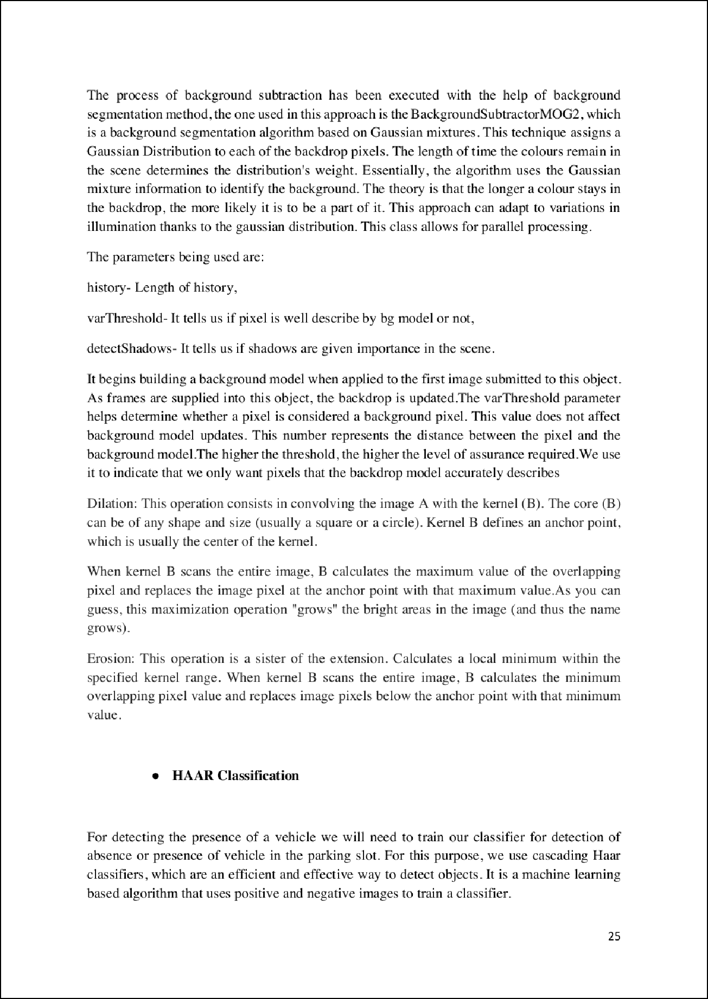 The process of background subtraction has been executed with the help of background
segmentation method, the one used in this approach is the BackgroundSubtractorMOG2, which
is a background segmentation algorithm based on Gaussian mixtures. This technique assigns a
Gaussian Distribution to each of the backdrop pixels. The length of time the colours remain in
the scene determines the distribution's weight. Essentially, the algorithm uses the Gaussian
mixture information to identify the background. The theory is that the longer a colour stays in
the backdrop, the more likely it is to be a part of it. This approach can adapt to variations in
illumination thanks to the gaussian distribution. This class allows for parallel processing.
The parameters being used are:
history- Length of history,
varThreshold- It tells us if pixel is well describe by bg model or not,
detectShadows- It tells us if shadows are given importance in the scene.
It begins building a background model when applied to the first image submitted to this object.
As frames are supplied into this object, the backdrop is updated.The varThreshold parameter
helps determine whether a pixel is considered a background pixel. This value does not affect
background model updates. This number represents the distance between the pixel and the
background model.The higher the threshold, the higher the level of assurance required.We use
it to indicate that we only want pixels that the backdrop model accurately describes
Dilation: This operation consists in convolving the image A with the kernel (B). The core (B)
can be of any shape and size (usually a square or a circle). Kernel B defines an anchor point,
which is usually the center of the kernel.
When kernel B scans the entire image, B calculates the maximum value of the overlapping
pixel and replaces the image pixel at the anchor point with that maximum value.As you can
guess, this maximization operation "grows" the bright areas in the image (and thus the name
grows).
Erosion: This operation is a sister of the extension. Calculates a local minimum within the
specified kernel range. When kernel B scans the entire image, B calculates the minimum
overlapping pixel value and replaces image pixels below the anchor point with that minimum
value.
● HAAR Classification
For detecting the presence of a vehicle we will need to train our classifier for detection of
absence or presence of vehicle in the parking slot. For this purpose, we use cascading Haar
classifiers, which are an efficient and effective way to detect objects. It is a machine learning
based algorithm that uses positive and negative images to train a classifier.
25